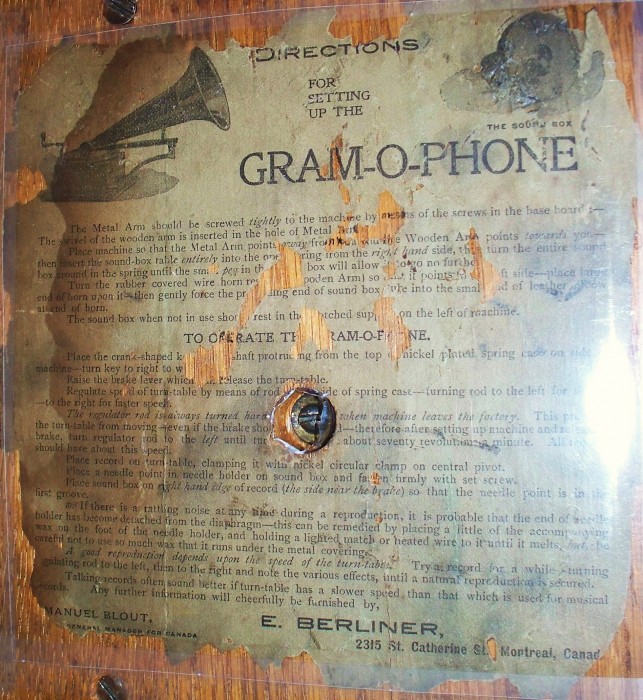 DIRECTIONS
FOR
SETTING
UP THE
THE SOUND BOX
GRAM-O-PHONE
The Metal Arm should be screwed tightly to the machine by means of the screws in the base board:—
The swivel of the wooden arm is inserted in the hole of Metal Arm
Place machine so that the Metal Arm points away from you the Wooden Arm points towards you—
then insert the sound-box table entirely into the opening from the right hand side, then turn the entire sound
box around in the spring until the small peg in the box will allow it to go no further
Turn the rubber covered wire horn rest Wooden Arm) so that it points to left side—place large
end of horn upon it—then gently force the protruding end of sound box into the small end of leather elbow
at end of horn.
The sound box when not in use should rest in the notched support on the left of machine.
TO OPERATE THE GRAM-O-PHONE.
Place the crank-shaped key shaft protruding from the top of nickel plated spring case on side
machine—turn key to right to
Raise the brake lever which release the turn-table.
Regulate speed of turn-table by means of rod side of spring case—turning rod to the left for
—to the right for faster speed.
The regulator rod is always turned hard when machine leaves the factory. This
the turn-table from moving—even if the brake should —therefore after setting up machine and
brake, turn regulator rod to the left until about seventy revolutions a minute. All
should have about this speed.
Place record on turn-table, clamping it with nickel circular clamp on central pivot.
Place a needle point in needle holder on sound box and fasten firmly with set screw.
Place sound box on right hand edge of record (the side near the brake) so that the needle point is in the
first groove.
If there is a rattling noise at any time during a reproduction, it is probable that the end of needle
holder has become detached from the diaphragm—this can be remedied by placing a little of the accompanying
wax on the foot of the needle holder, and holding a lighted match or heated wire to it until it melts, but be
careful not to use so much wax that it runs under the metal covering.
A good reproduction depends upon the speed of the turn-table. Try a record for a while turning
regulating rod to the left, then to the right and note the various effects, until a natural reproduction is secured.
Talking records often sound better if turn-table has a slower speed than that which is used for musical
records. Any further information will cheerfully be furnished by,
MANUEL BLOUT,
GENERAL MANAGER FOR CANADA
E. BERLINER,
2315 St. Catherine St. Montreal, Canad